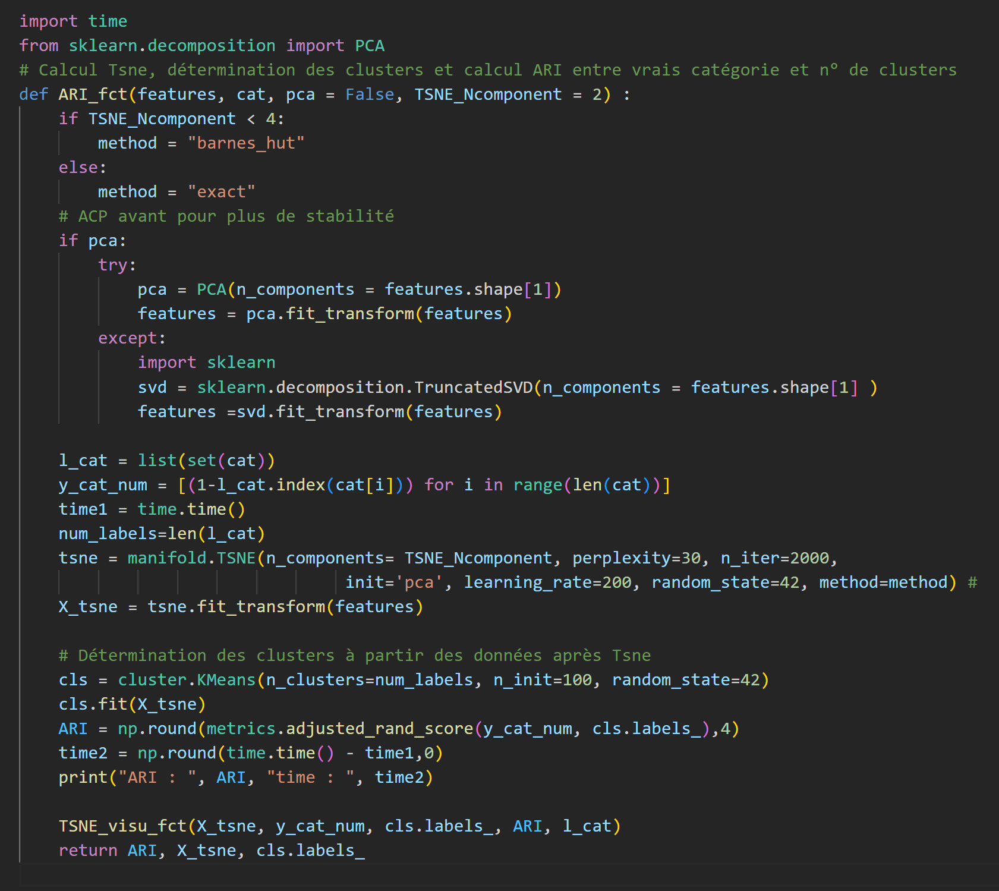 import time
from sklearn.decomposition import PCA
# Calcul Tsne, détermination des clusters et calcul ARI entre vrais catégorie et n° de clusters
def ARI_fct(features, cat, pca = False, TSNE_Ncomponent = 2) :
    if TSNE_Ncomponent < 4:
        method = "barnes_hut"
    else:
        method = "exact"
    # ACP avant pour plus de stabilité
    if pca:
        try:
            pca = PCA(n_components = features.shape[1])
            features = pca.fit_transform(features)
        except:
            import sklearn
            svd = sklearn.decomposition.TruncatedSVD(n_components = features.shape[1] )
            features =svd.fit_transform(features)

    l_cat = list(set(cat))
    y_cat_num = [(1-l_cat.index(cat[i])) for i in range(len(cat))]
    time1 = time.time()
    num_labels=len(l_cat)
    tsne = manifold.TSNE(n_components= TSNE_Ncomponent, perplexity=30, n_iter=2000,
                                 init='pca', learning_rate=200, random_state=42, method=method) #
    X_tsne = tsne.fit_transform(features)

    # Détermination des clusters à partir des données après Tsne
    cls = cluster.KMeans(n_clusters=num_labels, n_init=100, random_state=42)
    cls.fit(X_tsne)
    ARI = np.round(metrics.adjusted_rand_score(y_cat_num, cls.labels_),4)
    time2 = np.round(time.time() - time1,0)
    print("ARI : ", ARI, "time : ", time2)

    TSNE_visu_fct(X_tsne, y_cat_num, cls.labels_, ARI, l_cat)
    return ARI, X_tsne, cls.labels_